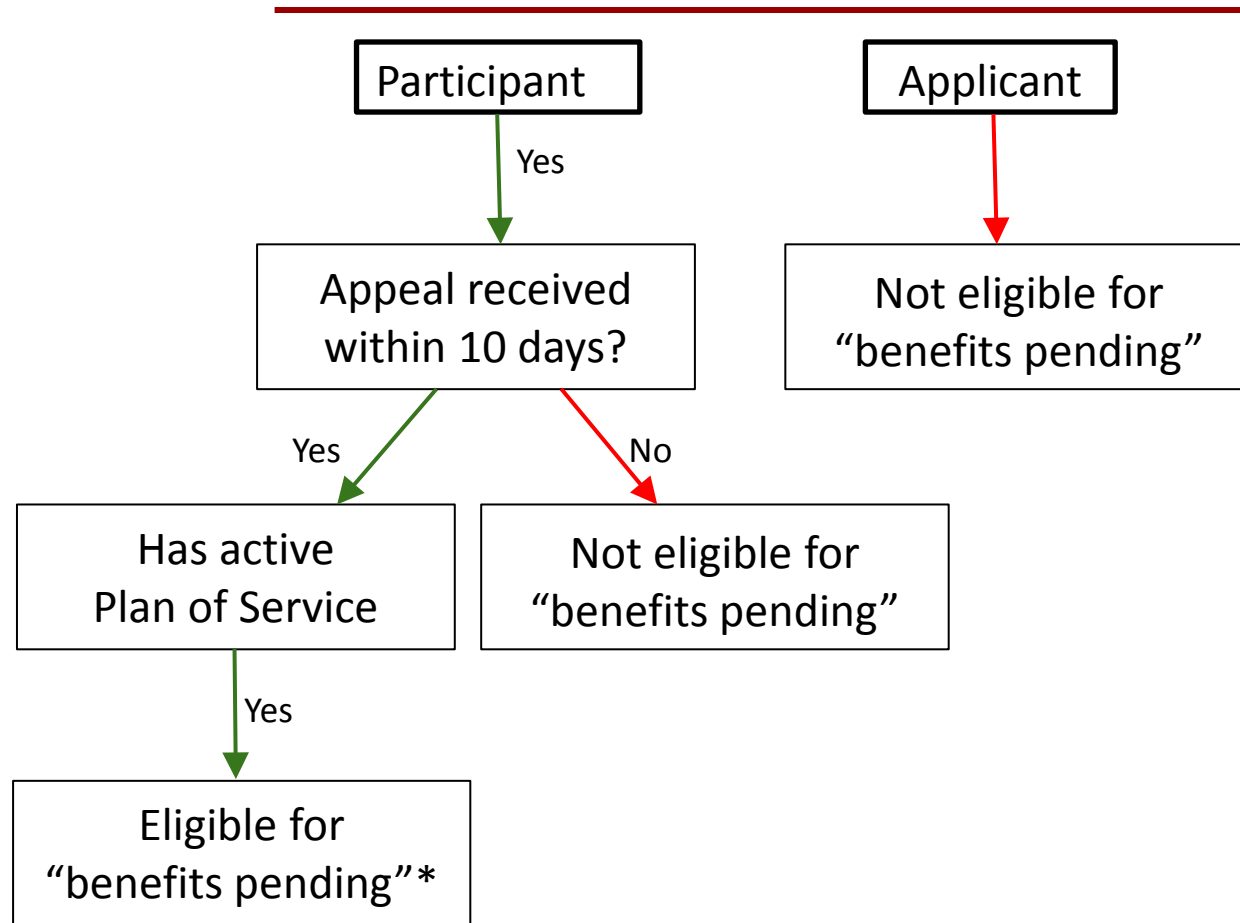 Participant
Applicant
Yes
Appeal received
within 10 days?
Not eligible for
“benefits pending”
Yes
No
Has active
Plan of Service
Not eligible for
“benefits pending”
Yes
Eligible for
“benefits pending”*